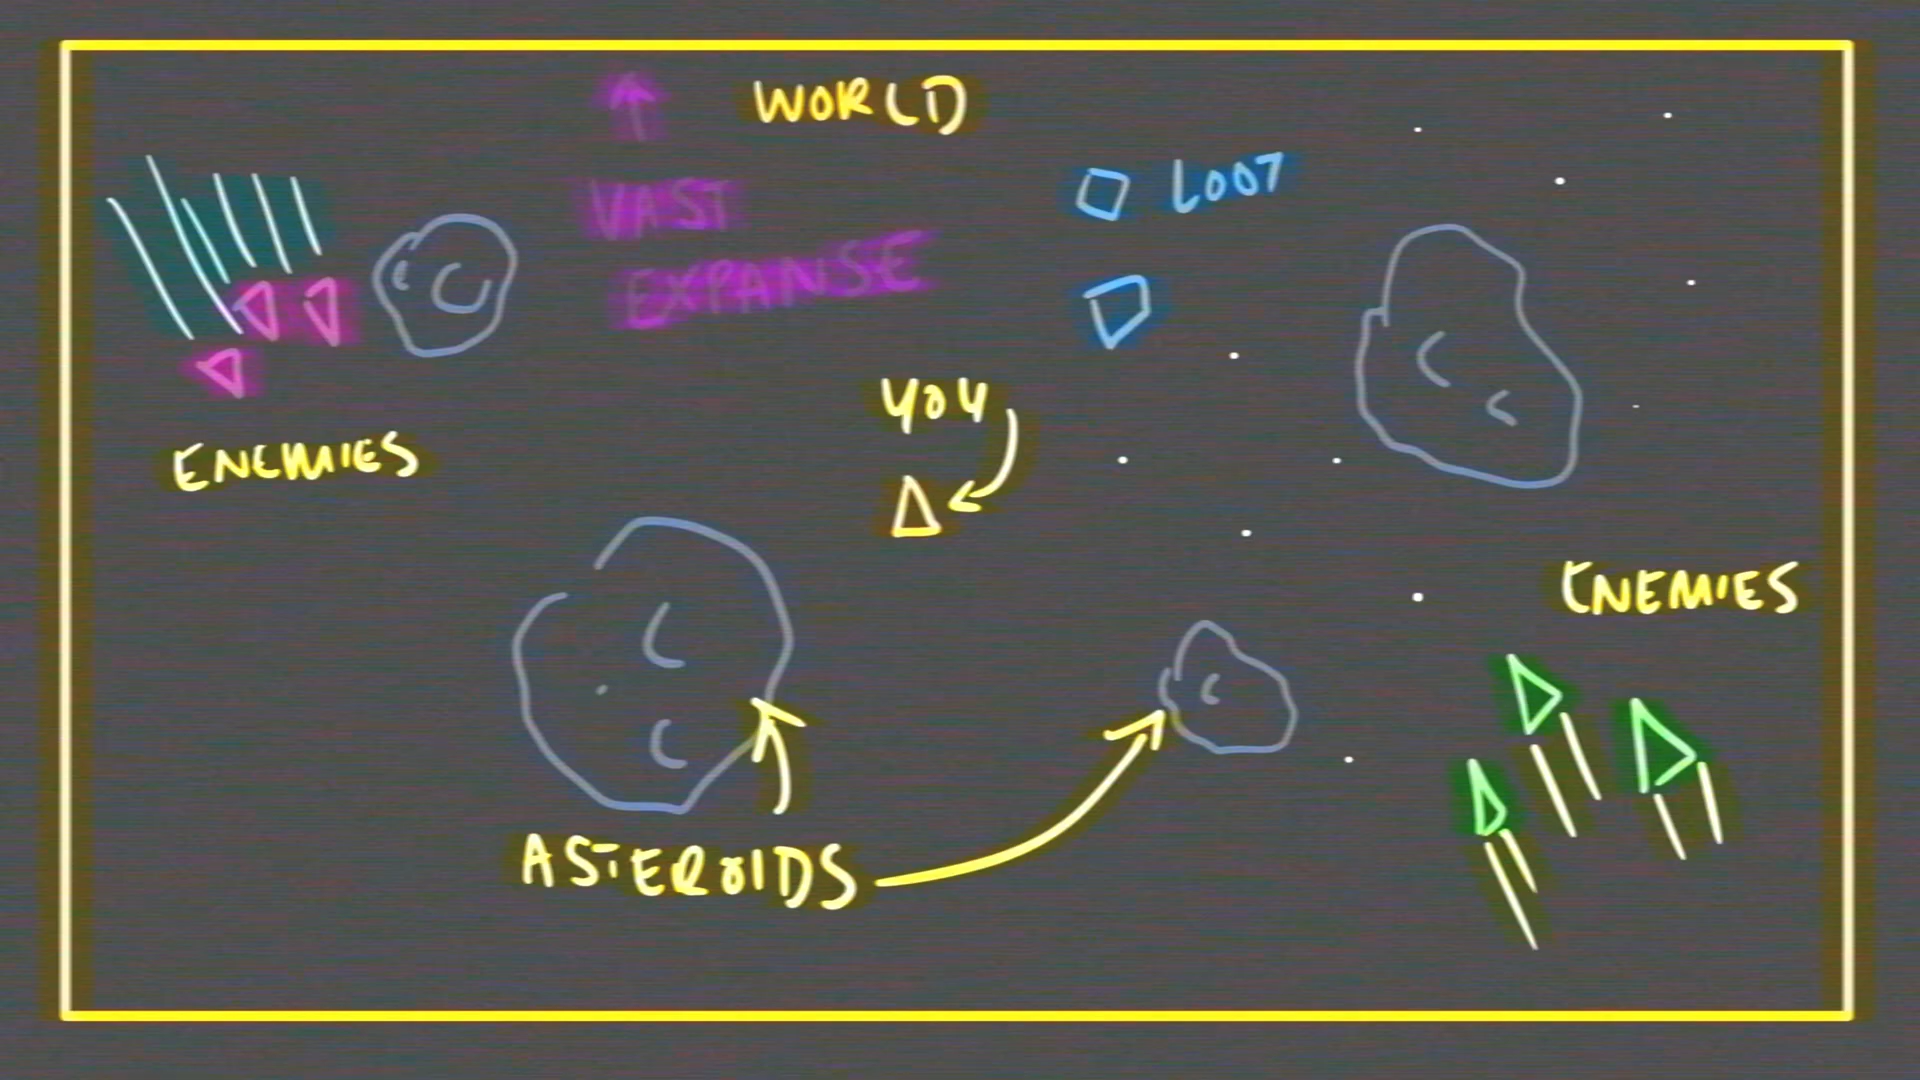 WORLD
VAST
EXPANSE
LOOT
YOU
ENEMIES
ENEMIES
ASTEROIDS